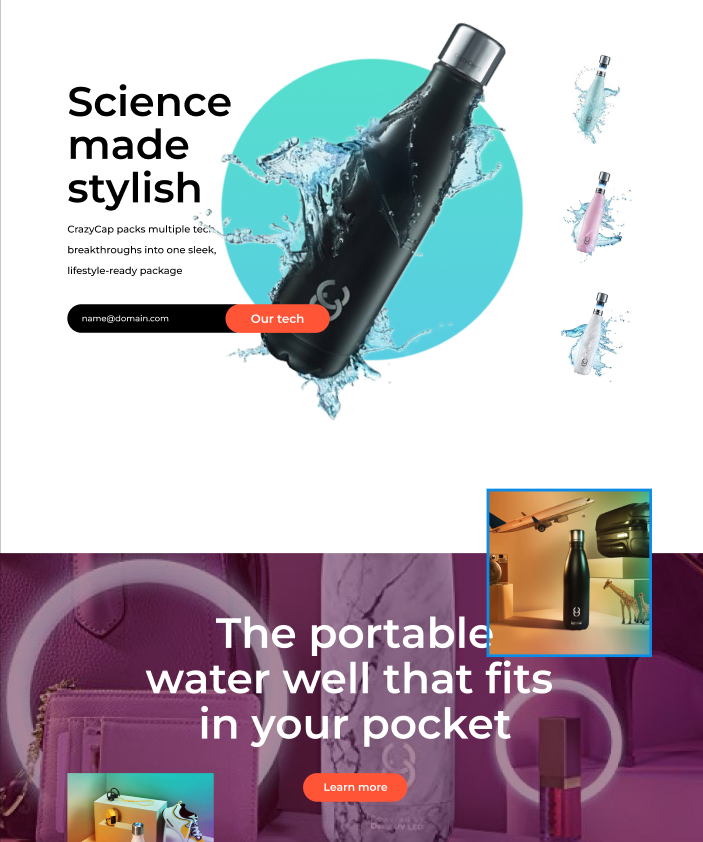 Science
made
stylish
CrazyCap packs multiple tech
breakthroughs into one sleek,
lifestyle-ready package
name@domain.com
Our tech
The portable
water well that fits
in your pocket
Learn more